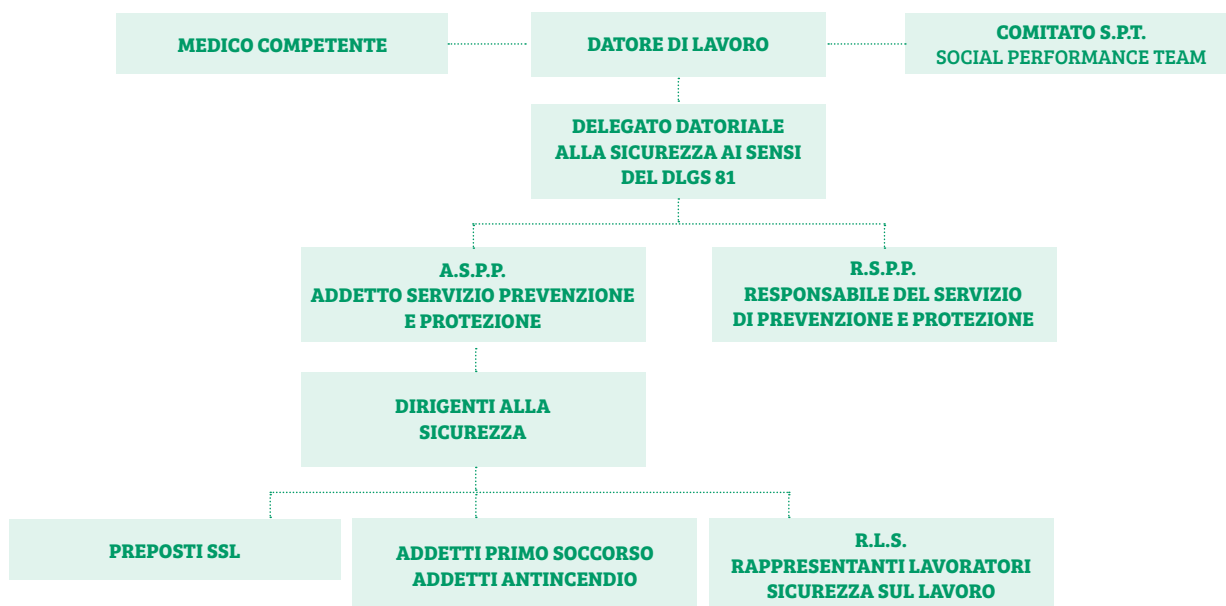 MEDICO COMPETENTE
DATORE DI LAVORO
COMITATO S.P.T.
SOCIAL PERFORMANCE TEAM
DELEGATO DATORIALE
ALLA SICUREZZA AI SENSI
DEL DLGS 81
A.S.P.P.
ADDETTO SERVIZIO PREVENZIONE
E PROTEZIONE
R.S.P.P.
RESPONSABILE DEL SERVIZIO
DI PREVENZIONE E PROTEZIONE
DIRIGENTI ALLA
SICUREZZA
PREPOSTI SSL
ADDETTI PRIMO SOCCORSO
ADDETTI ANTINCENDIO
R.L.S.
RAPPRESENTANTI LAVORATORI
SICUREZZA SUL LAVORO